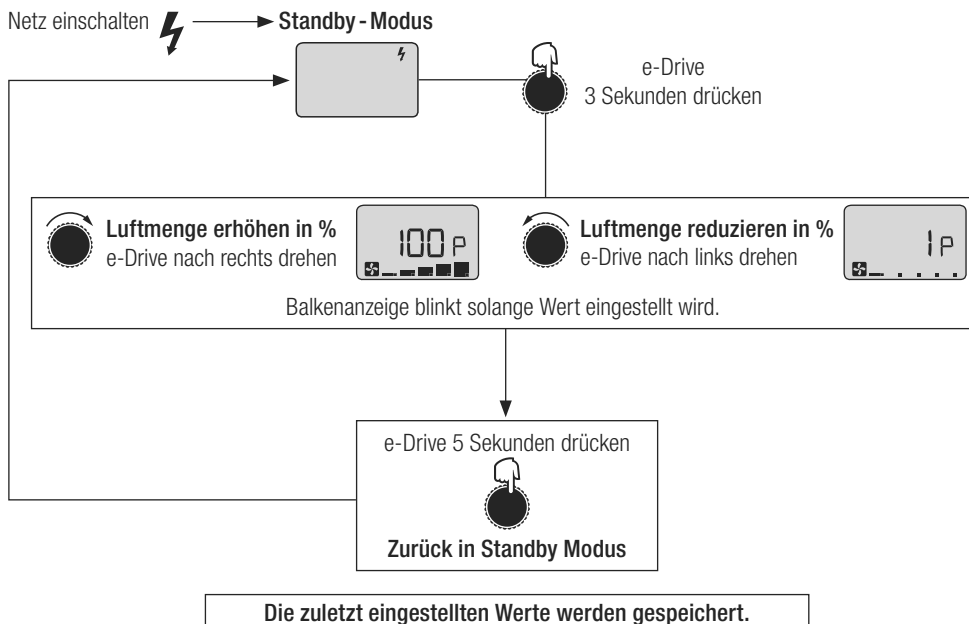 Netz einschalten
Standby - Modus
e-Drive
3 Sekunden drücken
Luftmenge erhöhen in %
e-Drive nach rechts drehen
100 P
Luftmenge reduzieren in %
e-Drive nach links drehen
1 P
Balkenanzeige blinkt solange Wert eingestellt wird.
e-Drive 5 Sekunden drücken
Zurück in Standby Modus
Die zuletzt eingestellten Werte werden gespeichert.